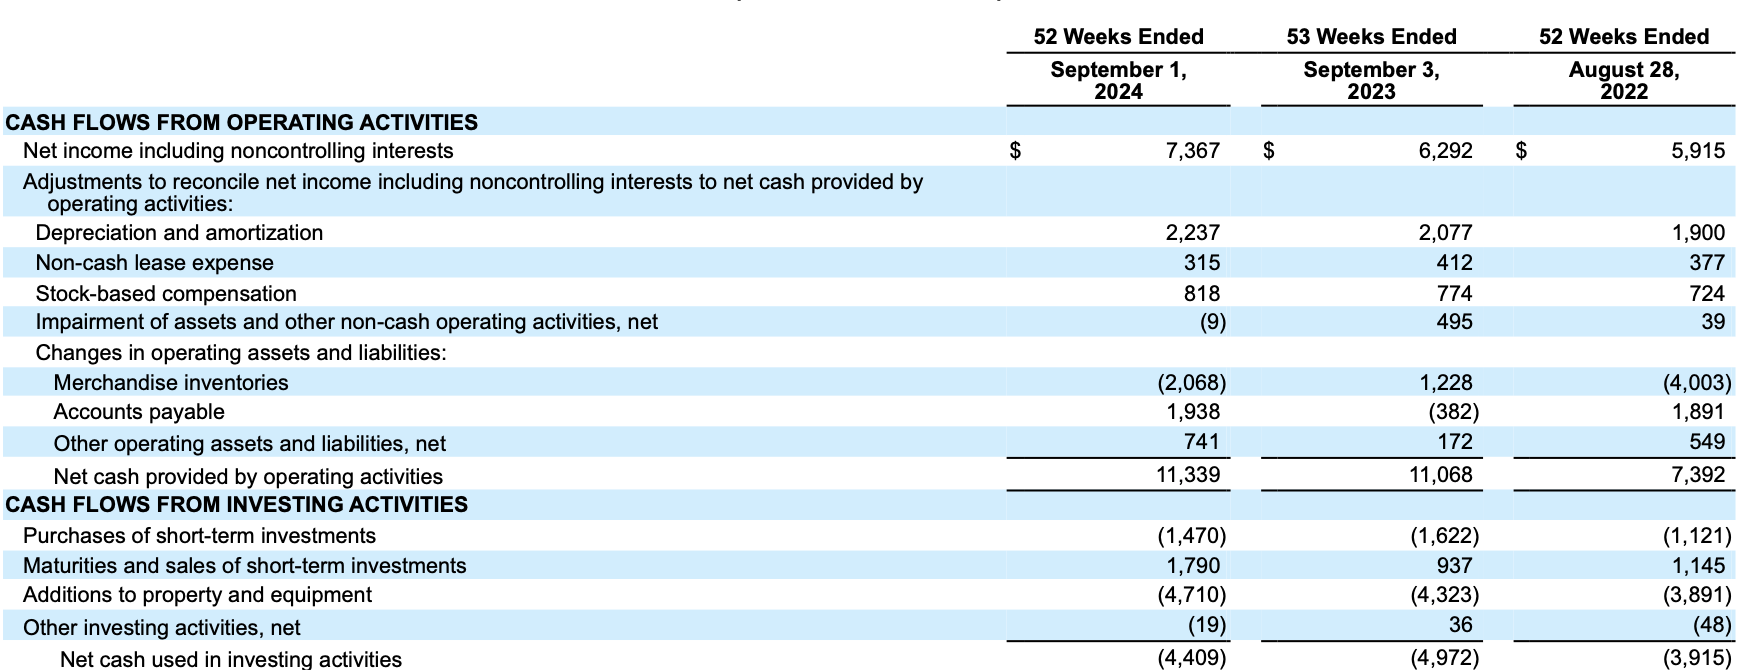 52 Weeks Ended 53 Weeks Ended 52 Weeks Ended
September 1, September 3, August 28,
2024 2023 2022
CASH FLOWS FROM OPERATING ACTIVITIES
Net income including noncontrolling interests $ 7,367 $ 6,292 $ 5,915
Adjustments to reconcile net income including noncontrolling interests to net cash provided by
operating activities:
Depreciation and amortization 2,237 2,077 1,900
Non-cash lease expense 315 412 377
Stock-based compensation 818 774 724
Impairment of assets and other non-cash operating activities, net (9) 495 39
Changes in operating assets and liabilities:
Merchandise inventories (2,068) 1,228 (4,003)
Accounts payable 1,938 (382) 1,891
Other operating assets and liabilities, net 741 172 549
Net cash provided by operating activities 11,339 11,068 7,392
CASH FLOWS FROM INVESTING ACTIVITIES
Purchases of short-term investments (1,470) (1,622) (1,121)
Maturities and sales of short-term investments 1,790 937 1,145
Additions to property and equipment (4,710) (4,323) (3,891)
Other investing activities, net (19) 36 (48)
Net cash used in investing activities (4,409) (4,972) (3,915)